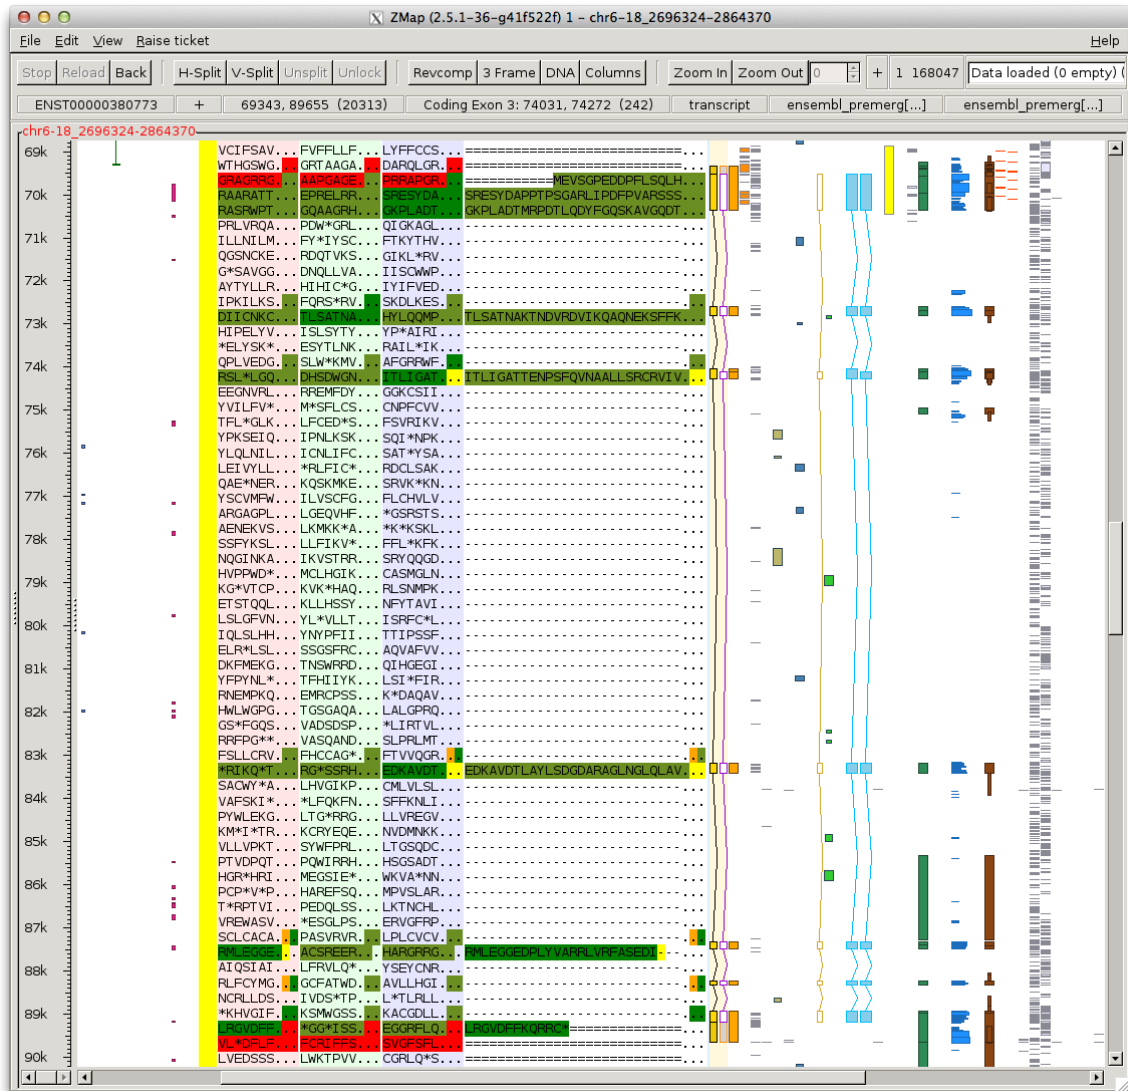 ZMap (2.5.1-36-g41f522f) 1 - chr6-18_2696324-2864370
File Edit View Raise ticket Help
Stop Reload Back H-Split V-Split Unsplit Unlock Revcomp 3 Frame DNA Columns Zoom In Zoom Out 0 + 1 168047 Data loaded (0 empty) (
ENST00000380773 + 69343, 89655 (20313) Coding Exon 3: 74031, 74272 (242) transcript ensembl_premerg[...] ensembl_premerg[...]
chr6-18_2696324-2864370
VCIFSAV... FVFFLLF... LYFFCCS... ===============================...
69k WTHGSWG... GRTAAGA... DARQLGR... ===============================...
GRAGRRG... AAPGAGE... PRRAPGR... ============MEVSGPEDDPFLSQLH...
70k RAARATT... EPRELRR... SRESYDA... SRESYDAPPTPSGARLIPDFPVARSSS...
RASRWPT... GQAAGRH... GKPLADT... GKPLADTMRPDTLQDYFGQSKAVGQDT...
PRLVRQA... PDW*GRL... QIGKAGL...
71k ILLNILM... FY*IYSC... FTKYTHV...
QGSNCKE... RDQTVKS... GIKL*RV...
72k G*SAVGG... DNQLLVA... IISCWWP...
AYTYLLR... HIHIC*G... IYIFVED...
IPKILKS... FQRS*RV... SKDLKES...
73k DIICNKC... TLSATNA... HYLQQMP... TLSATNAKTNDVRDVIKQAQNEKSFFK...
HIPELYV... ISLSYTY... YP*AIRI...
*ELYSK*... ESYTLNK... RAIL*IK...
74k QPLVEDG... SLW*KMV... AFGRRWF...
RSL*LGQ... DHSDWGN... ITLIGAT... ITLIGATTENPSFQVNAALLSRCRVIV...
EEGNVRL... RREMFDY... GGKCSII...
75k YVILFV*... M*SFLCS... CNPFCVV...
TFL*GLK... LFCED*S... FSVRIKV...
YPKSEIQ... IPNLKSK... SQI*NPK...
76k YLQLNIL... ICNLIFC... SAT*YSA...
LEIVYLL... *RLFIC*... RDCLSAK...
QAE*NER... KQSKMKE... SRVK*KN...
77k YSCVMFW... ILVSCFG... FLCHVLV...
ARGAGPL... LGEQVHF... *GSRSTS...
AENEKVS... LKMKK*A... *K*KSKL...
78k SSFYKSL... LLFIKV*... FFL*KFK...
NQGINKA... IKVSTRR... SRYQQGD...
79k HVPPWD*... MCLHGIK... CASMGLN...
KG*VTCP... KVK*HAQ... RLSNMPK...
ETSTQQL... KLLHSSY... NFYTAVI...
80k LSLGFVN... YL*VLLT... ISRFC*L...
IQLSLHH... YNYPFII... TTIPSSF...
ELR*LSL... SSGSFRC... AQVAFVV...
81k DKFMEKG... TNSWRRD... QIHGEGI...
YFPYNL*... TFHIIYK... LSI*FIR...
RNEMPKQ... EMRCPSS... K*DAQAV...
82k HWLWGPG... TGSGAQA... LALGPRQ...
GS*FGQS... VADSDSP... *LIRTVL...
RRFPG**... VASQAND... SLPRLMT...
83k FSLLCRV... FHCCAG*... FTVVQGR...
*RIKQ*T... RG*SSRH... EDKAVDT... EDKAVDTLAYLSDGDARAGLNGLQLAV...
SACWY*A... LHVGIKP... CMLVLSL...
84k VAFSKI*... *LFQKFN... SFFKNLI...
PYWLEKG... LTG*RRG... LLVREGV...
KM*I*TR... KCRYEQE... NVDMNKK...
85k VLLVPKT... SYWFPRL... LTGSQDC...
PTVDPQT... PQWIRRH... HSGSADT...
86k HGR*HRI... MEGSIE*... WKVA*NN...
PCP*V*P... HAREFSQ... MPVSLAR...
T*RPTVI... PEDQLSS... LKTNCHL...
87k VREWASV... *ESGLPS... ERVGFRP...
SCLCACA... PASVRVR... LPLCVCV...
RMLEGGE... ACSREER... HARGRRG... RMLEGGEDPLYVARRLVRFASEDI-...
88k AIQSIAI... LFRVLQ*... YSEYCNR...
RLFCYMG... GCFATWD... AVLLHGI...
NCRLLDS... IVDS*TP... L*TLRLL...
89k *KHVGIF... KSMWGSS... KACGDLL...
LRGVDFF... *GG*ISS... EGGRFLQ... LRGVDFFKQRRC*===============...
VL*DFLF... FCRIFFS... SVGFSFL... ===============================...
90k LVEDSSS... LWKTPVV... CGRLQ*S... ===============================...